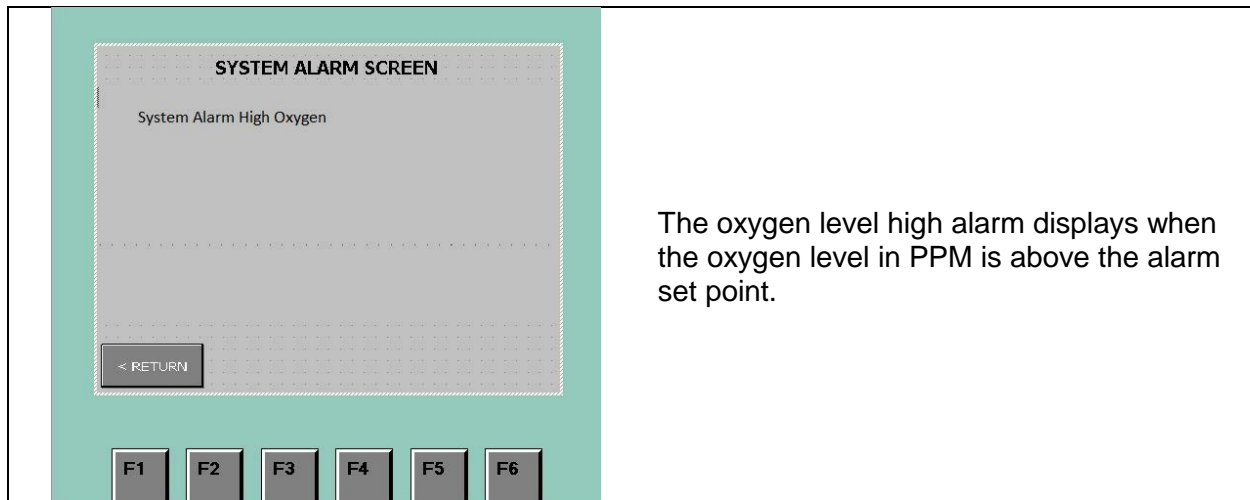 SYSTEM ALARM SCREEN
System Alarm High Oxygen
< RETURN
F1 F2 F3 F4 F5 F6
The oxygen level high alarm displays when
the oxygen level in PPM is above the alarm
set point.